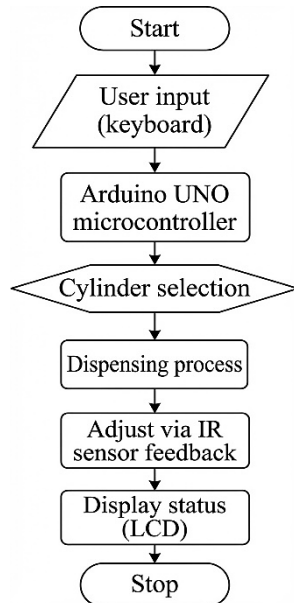 Start
User input
(keyboard)
Arduino UNO
microcontroller
Cylinder selection
Dispensing process
Adjust via IR
sensor feedback
Display status
(LCD)
Stop